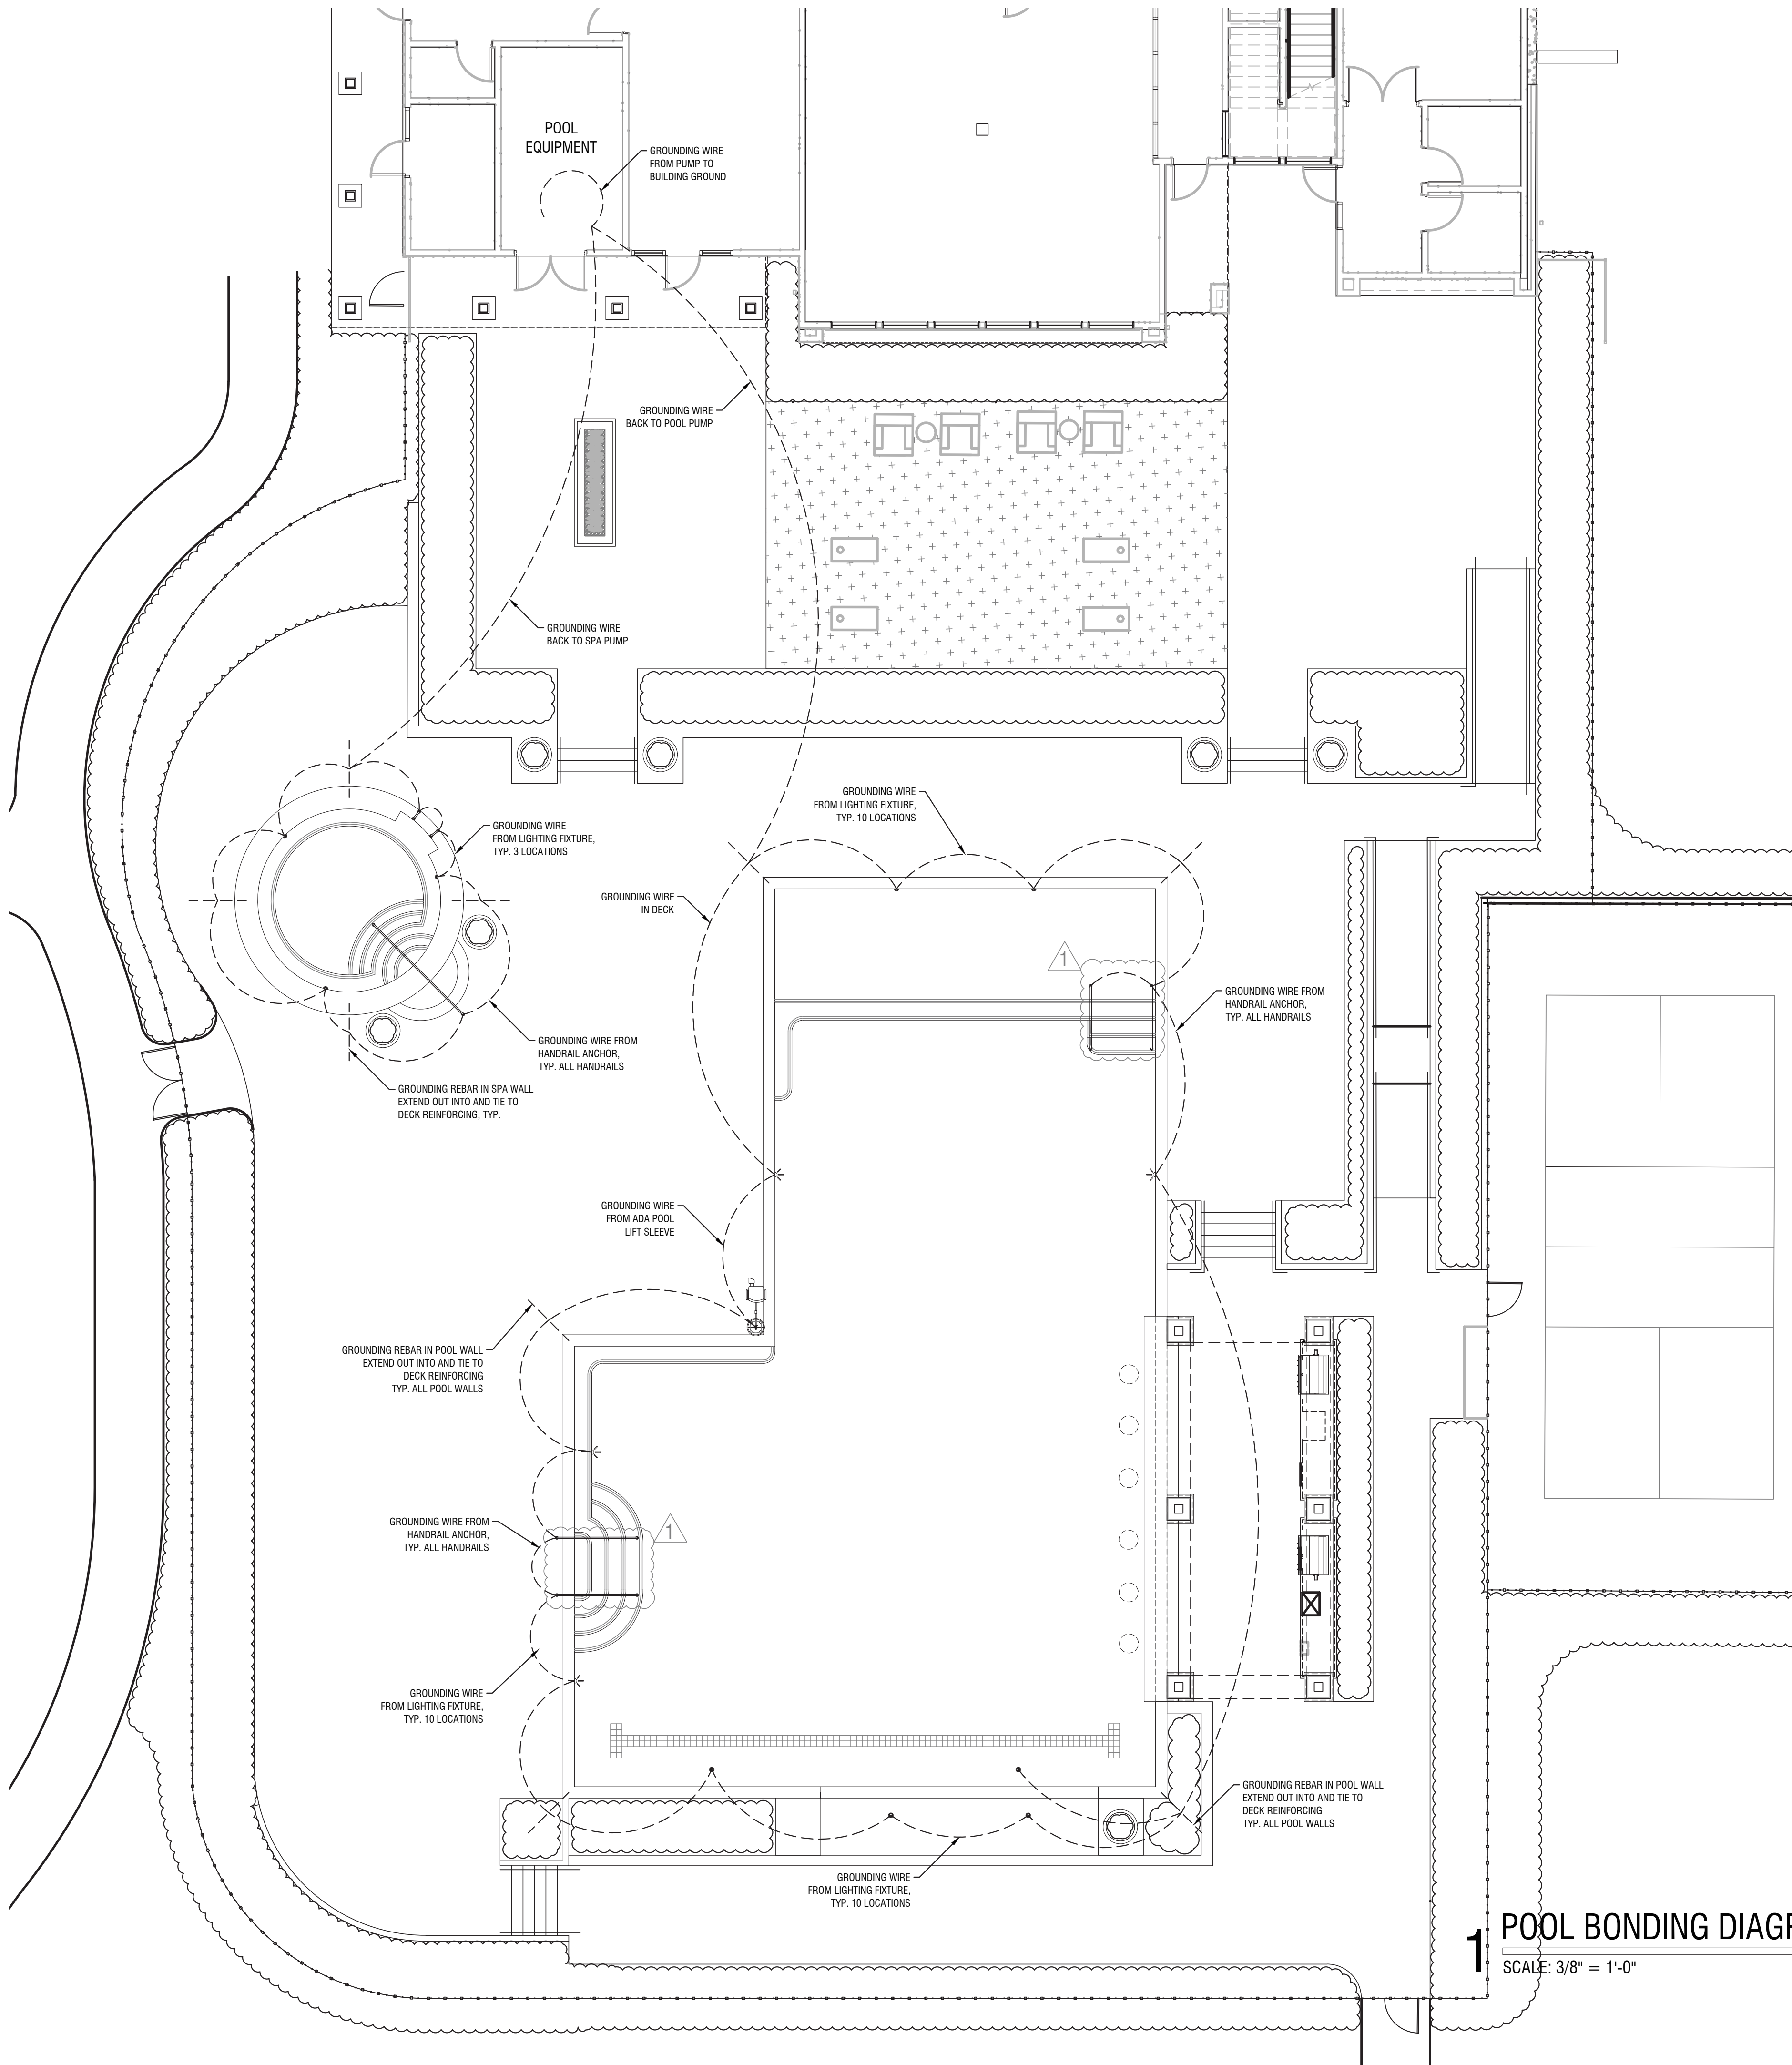 POOL
EQUIPMENT
GROUNDING WIRE
FROM PUMP TO
BUILDING GROUND
GROUNDING WIRE
BACK TO POOL PUMP
GROUNDING WIRE
BACK TO SPA PUMP
GROUNDING WIRE
FROM LIGHTING FIXTURE,
TYP. 10 LOCATIONS
GROUNDING WIRE
FROM LIGHTING FIXTURE,
TYP. 3 LOCATIONS
GROUNDING WIRE
IN DECK
1
GROUNDING WIRE FROM
HANDRAIL ANCHOR,
TYP. ALL HANDRAILS
GROUNDING WIRE FROM
HANDRAIL ANCHOR,
TYP. ALL HANDRAILS
GROUNDING REBAR IN SPA WALL
EXTEND OUT INTO AND TIE TO
DECK REINFORCING, TYP.
GROUNDING WIRE
FROM ADA POOL
LIFT SLEEVE
GROUNDING REBAR IN POOL WALL
EXTEND OUT INTO AND TIE TO
DECK REINFORCING
TYP. ALL POOL WALLS
GROUNDING WIRE FROM
HANDRAIL ANCHOR,
TYP. ALL HANDRAILS
1
GROUNDING WIRE
FROM LIGHTING FIXTURE,
TYP. 10 LOCATIONS
GROUNDING REBAR IN POOL WALL
EXTEND OUT INTO AND TIE TO
DECK REINFORCING
TYP. ALL POOL WALLS
GROUNDING WIRE
FROM LIGHTING FIXTURE,
TYP. 10 LOCATIONS
1 POOL BONDING DIAGR
SCALE: 3/8" = 1'-0"